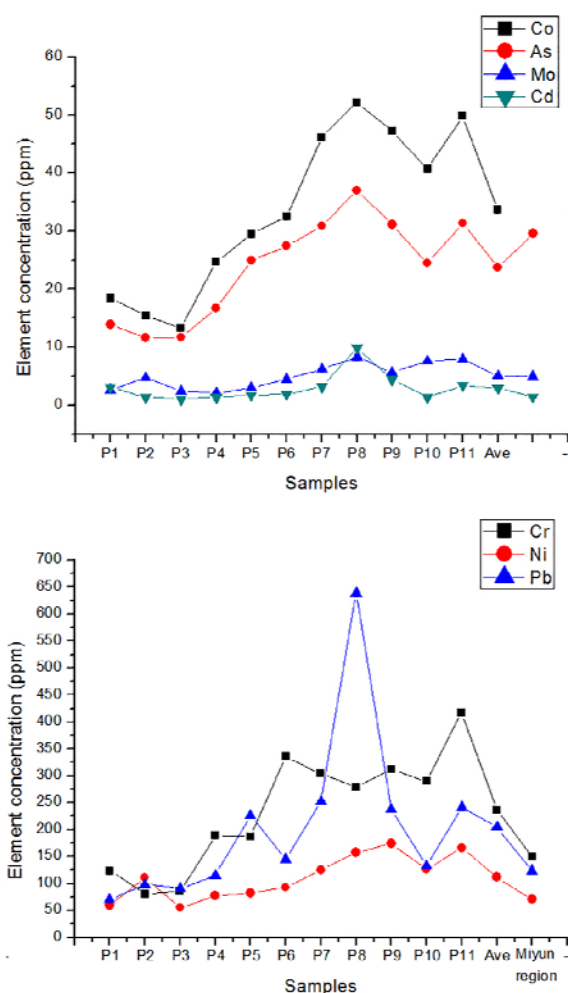 Co
As
Mo
Cd
60
50
40
30
20
10
0
Element concentration (ppm)
P1 P2 P3 P4 P5 P6 P7 P8 P9 P10 P11 Ave -
Samples
Cr
Ni
Pb
700
650
600
550
500
450
400
350
300
250
200
150
100
50
0
Element concentration (ppm)
P1 P2 P3 P4 P5 P6 P7 P8 P9 P10 P11 Ave Miyun
region
Samples